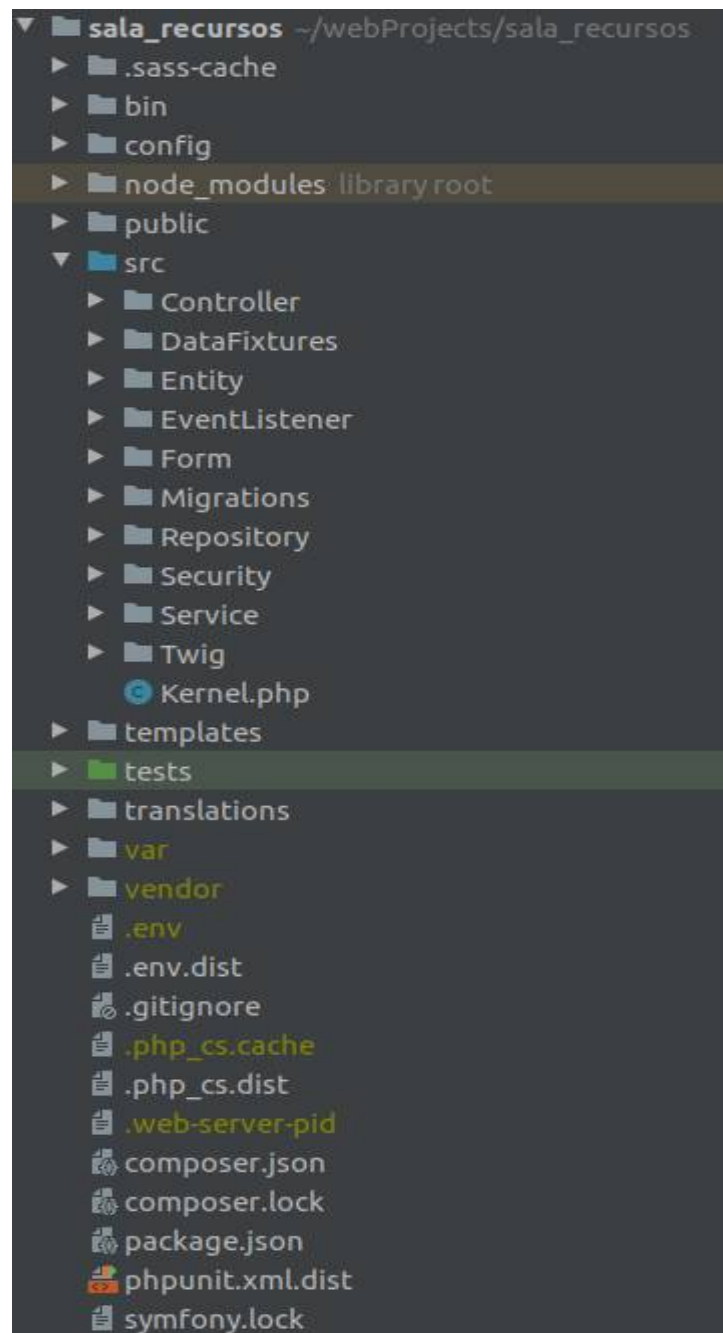 sala_recursos ~/webProjects/sala_recursos
.sass-cache
bin
config
node_modules library root
public
src
Controller
DataFixtures
Entity
EventListener
Form
Migrations
Repository
Security
Service
Twig
Kernel.php
templates
tests
translations
var
vendor
.env
.env.dist
.gitignore
.php_cs.cache
.php_cs.dist
.web-server-pid
composer.json
composer.lock
package.json
phpunit.xml.dist
symfony.lock